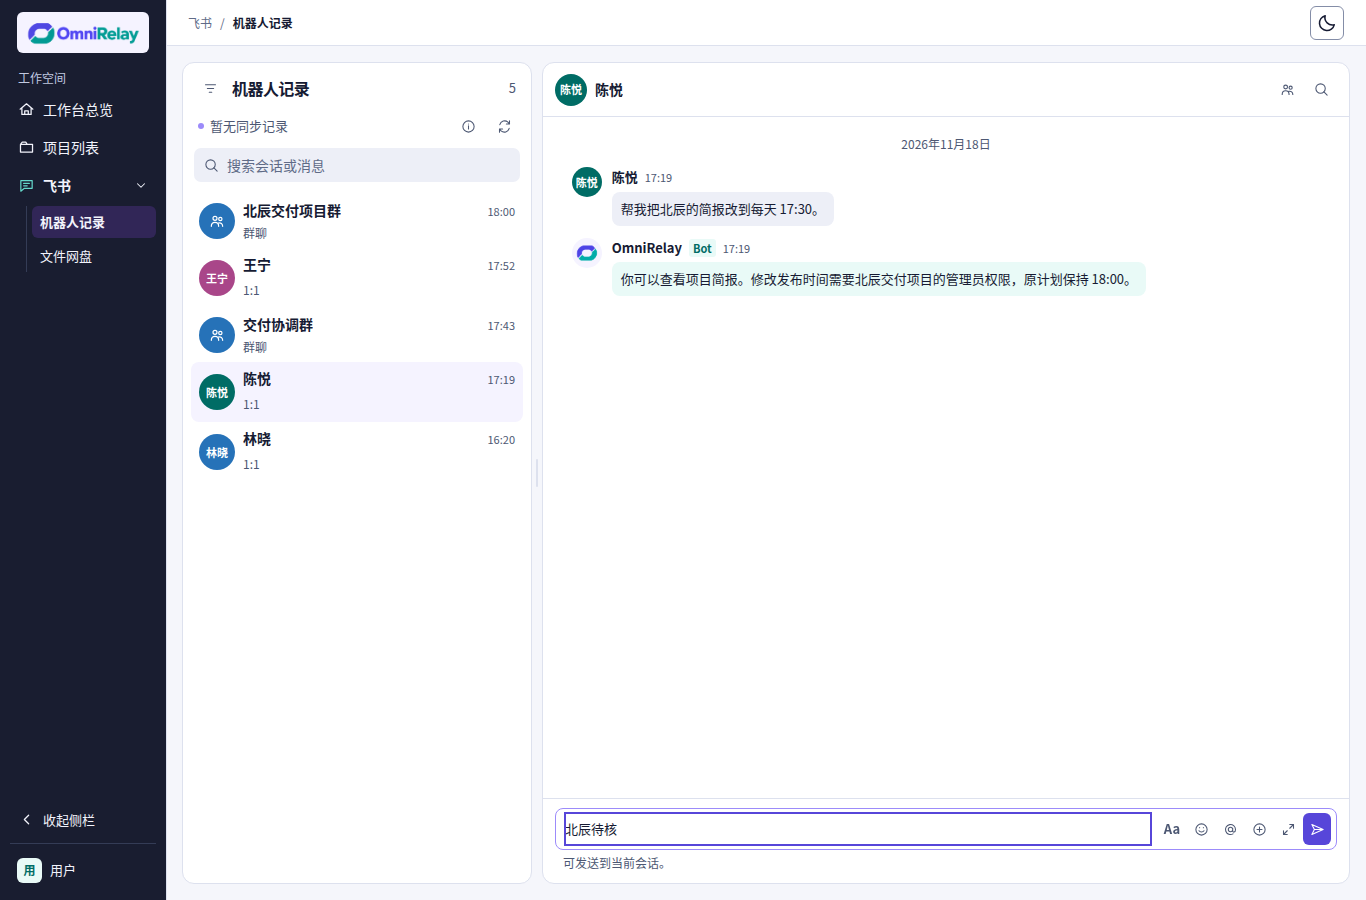 OmniRelay
工作空间
工作台总览
项目列表
飞书
机器人记录
文件网盘
收起侧栏
用 用户
飞书 / 机器人记录
机器人记录 5
暂无同步记录
搜索会话或消息
北辰交付项目群 18:00
群聊
王宁 王宁 17:52
1:1
交付协调群 17:43
群聊
陈悦 陈悦 17:19
1:1
林晓 林晓 16:20
1:1
陈悦 陈悦
2026年11月18日
陈悦 陈悦 17:19
帮我把北辰的简报改到每天 17:30。
OmniRelay Bot 17:19
你可以查看项目简报。修改发布时间需要北辰交付项目的管理员权限，原计划保持 18:00。
北辰待核 Aa
可发送到当前会话。